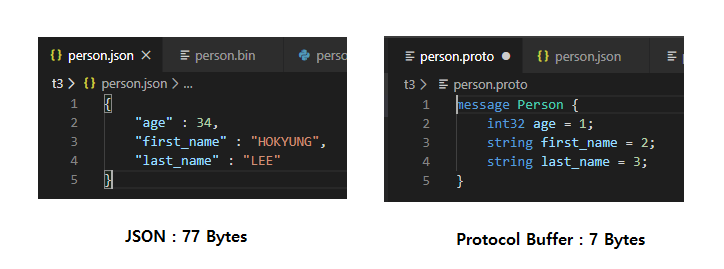 {} person.json ×
person.bin
perso
t3 > {} person.json > ...
1 {
2 "age" : 34,
3 "first_name" : "HOKYUNG",
4 "last_name" : "LEE"
5 }
JSON : 77 Bytes
person.proto ●
{} person.json
t3 > person.proto
1 message Person {
2 int32 age = 1;
3 string first_name = 2;
4 string last_name = 3;
5 }
Protocol Buffer : 7 Bytes